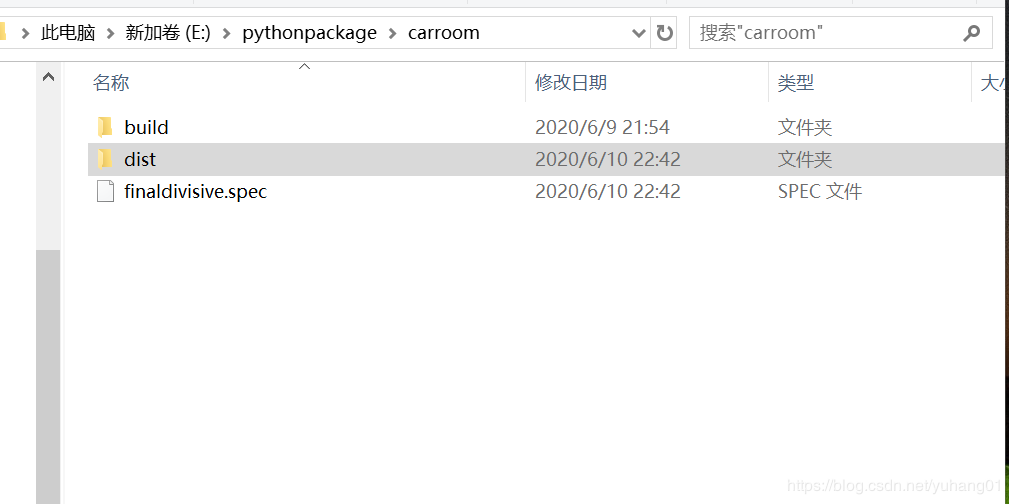 此电脑 > 新加卷 (E:) > pythonpackage > carroom 搜索"carroom"
名称 修改日期 类型
build 2020/6/9 21:54 文件夹
dist 2020/6/10 22:42 文件夹
finaldivisive.spec 2020/6/10 22:42 SPEC 文件
https://blog.csdn.net/yuhang01